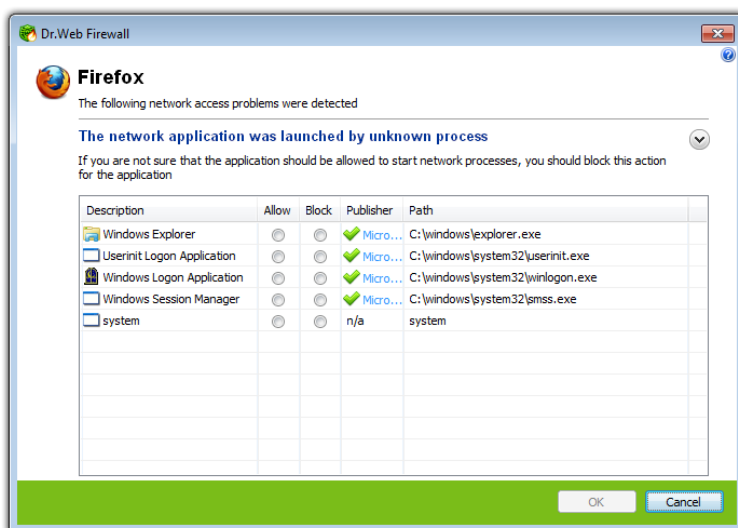 Dr.Web Firewall
Firefox
The following network access problems were detected
The network application was launched by unknown process
If you are not sure that the application should be allowed to start network processes, you should block this action
for the application
Description Allow Block Publisher Path
Windows Explorer Micro... C:\windows\explorer.exe
Userinit Logon Application Micro... C:\windows\system32\userinit.exe
Windows Logon Application Micro... C:\windows\system32\winlogon.exe
Windows Session Manager Micro... C:\windows\system32\smss.exe
system n/a system
OK Cancel